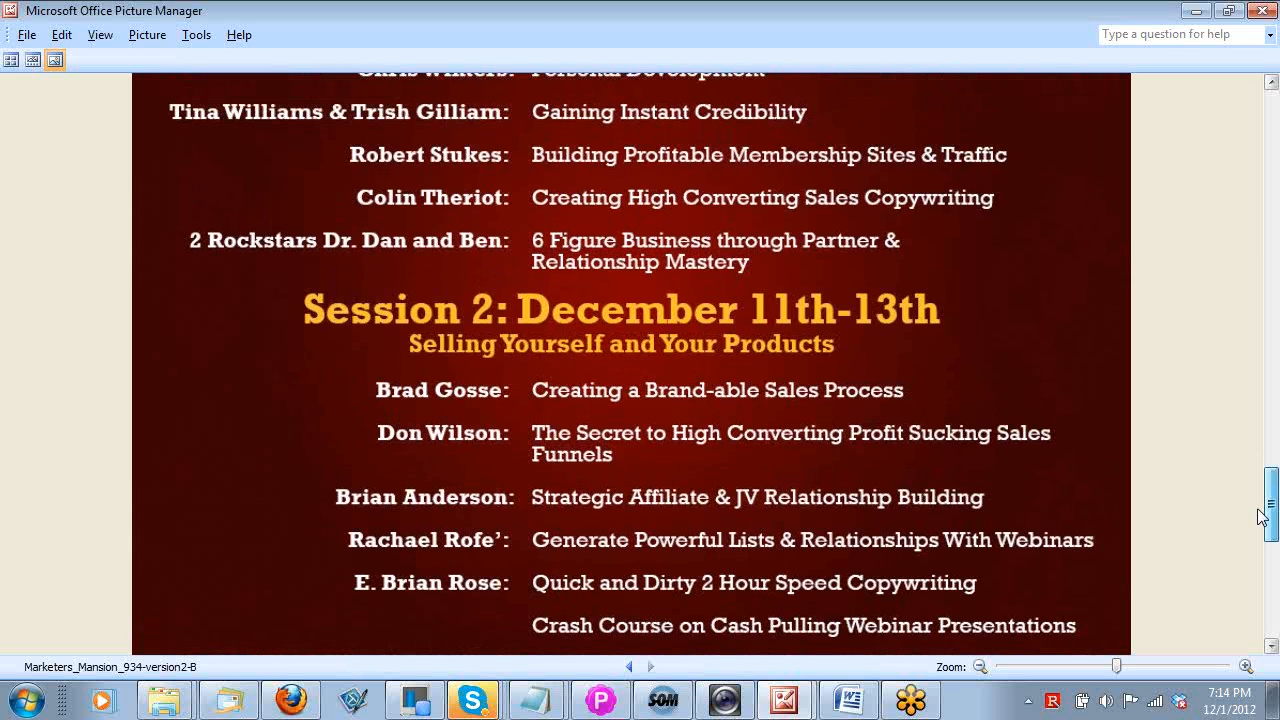 Microsoft Office Picture Manager
File Edit View Picture Tools Help
Type a question for help
Chris Winters: Personal Development
Tina Williams & Trish Gilliam: Gaining Instant Credibility
Robert Stukes: Building Profitable Membership Sites & Traffic
Colin Theriot: Creating High Converting Sales Copywriting
2 Rockstars Dr. Dan and Ben: 6 Figure Business through Partner &
Relationship Mastery
Session 2: December 11th-13th
Selling Yourself and Your Products
Brad Gosse: Creating a Brand-able Sales Process
Don Wilson: The Secret to High Converting Profit Sucking Sales
Funnels
Brian Anderson: Strategic Affiliate & JV Relationship Building
Rachael Rofe’: Generate Powerful Lists & Relationships With Webinars
E. Brian Rose: Quick and Dirty 2 Hour Speed Copywriting
Crash Course on Cash Pulling Webinar Presentations
Marketers_Mansion_934-version2-B
Zoom:
S P SOM W R
7:14 PM
12/1/2012